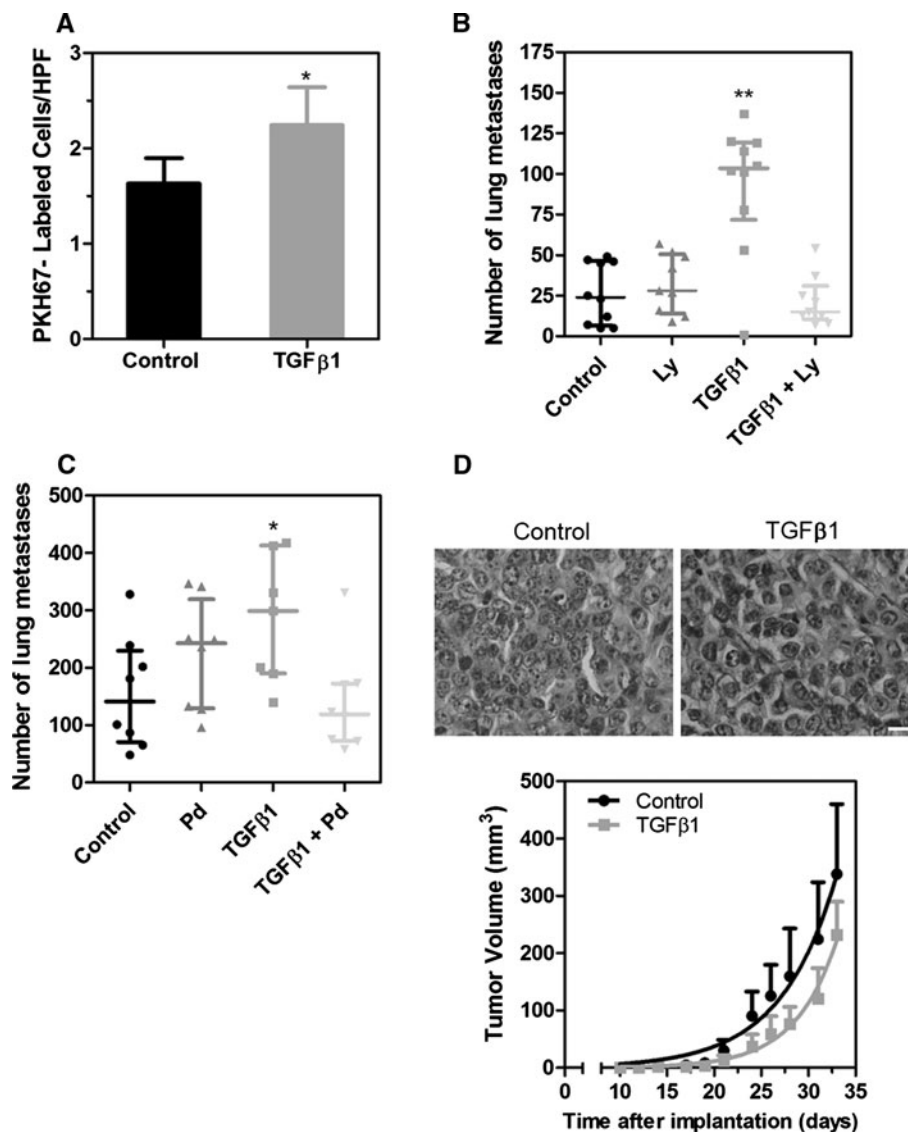 A
PKH67- Labeled Cells/HPF
3
2
1
0
Control
TGFβ1
*
B
Number of lung metastases
175
150
125
100
75
50
25
0
**
Control
Ly
TGFβ1
TGFβ1 + Ly
C
Number of lung metastases
500
400
300
200
100
0
*
Control
Pd
TGFβ1
TGFβ1 + Pd
D
Control
TGFβ1
Tumor Volume (mm³)
500
400
300
200
100
0
Control
TGFβ1
0 10 15 20 25 30 35
Time after implantation (days)